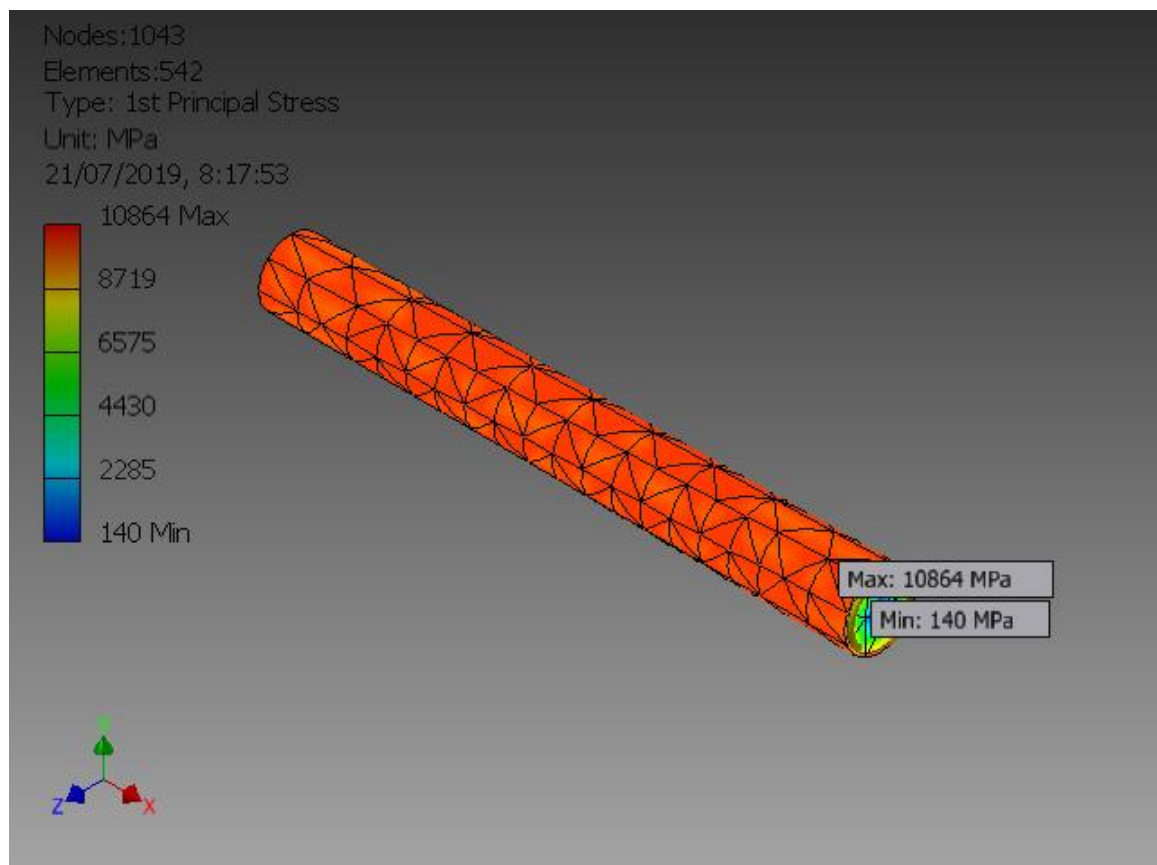 Nodes:1043
Elements:542
Type: 1st Principal Stress
Unit: MPa
21/07/2019, 8:17:53
10864 Max
8719
6575
4430
2285
140 Min
Max: 10864 MPa
Min: 140 MPa
Z
X